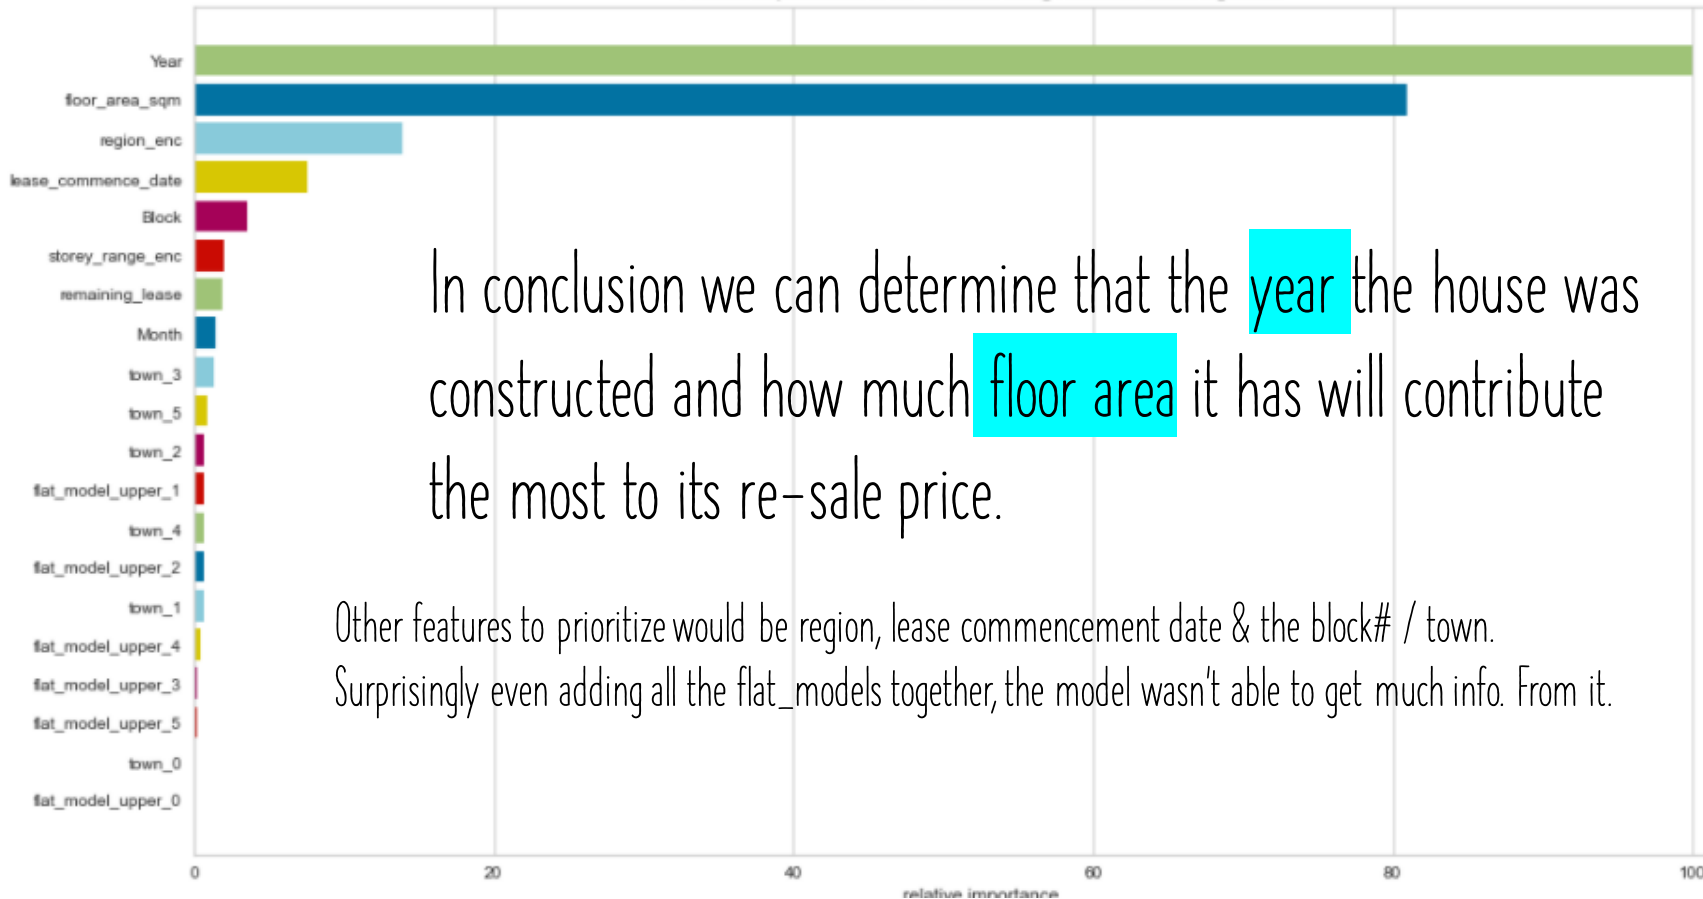 Year
floor_area_sqm
region_enc
lease_commence_date
Block
storey_range_enc
remaining_lease
Month
town_3
town_5
town_2
flat_model_upper_1
town_4
flat_model_upper_2
town_1
flat_model_upper_4
flat_model_upper_3
flat_model_upper_5
town_0
flat_model_upper_0
In conclusion we can determine that the year the house was
constructed and how much floor area it has will contribute
the most to its re-sale price.
Other features to prioritize would be region, lease commencement date & the block# / town.
Surprisingly even adding all the flat_models together, the model wasn't able to get much info. From it.
0 20 40 60 80 100
relative importance